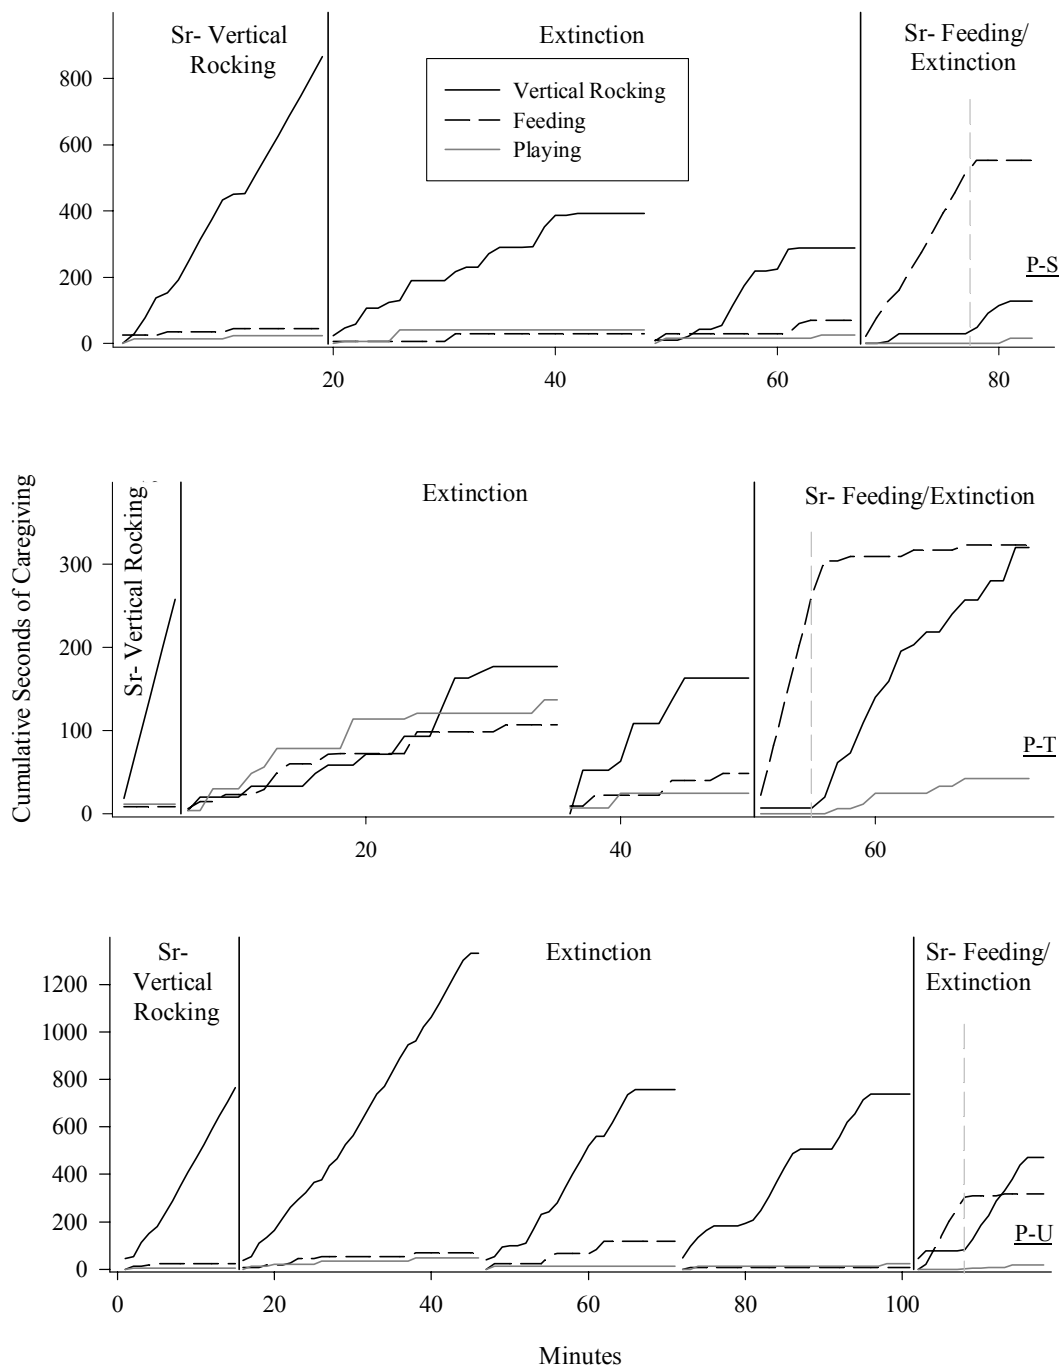 Sr- Vertical
Rocking
Extinction
Sr- Feeding/
Extinction
Vertical Rocking
Feeding
Playing
800
600
400
200
0
20
40
60
80
P-S
Cumulative Seconds of Caregiving
Sr- Vertical Rocking
Extinction
Sr- Feeding/Extinction
300
200
100
0
20
40
60
P-T
Sr-
Vertical
Rocking
Extinction
Sr- Feeding/
Extinction
1200
1000
800
600
400
200
0
0
20
40
60
80
100
P-U
Minutes